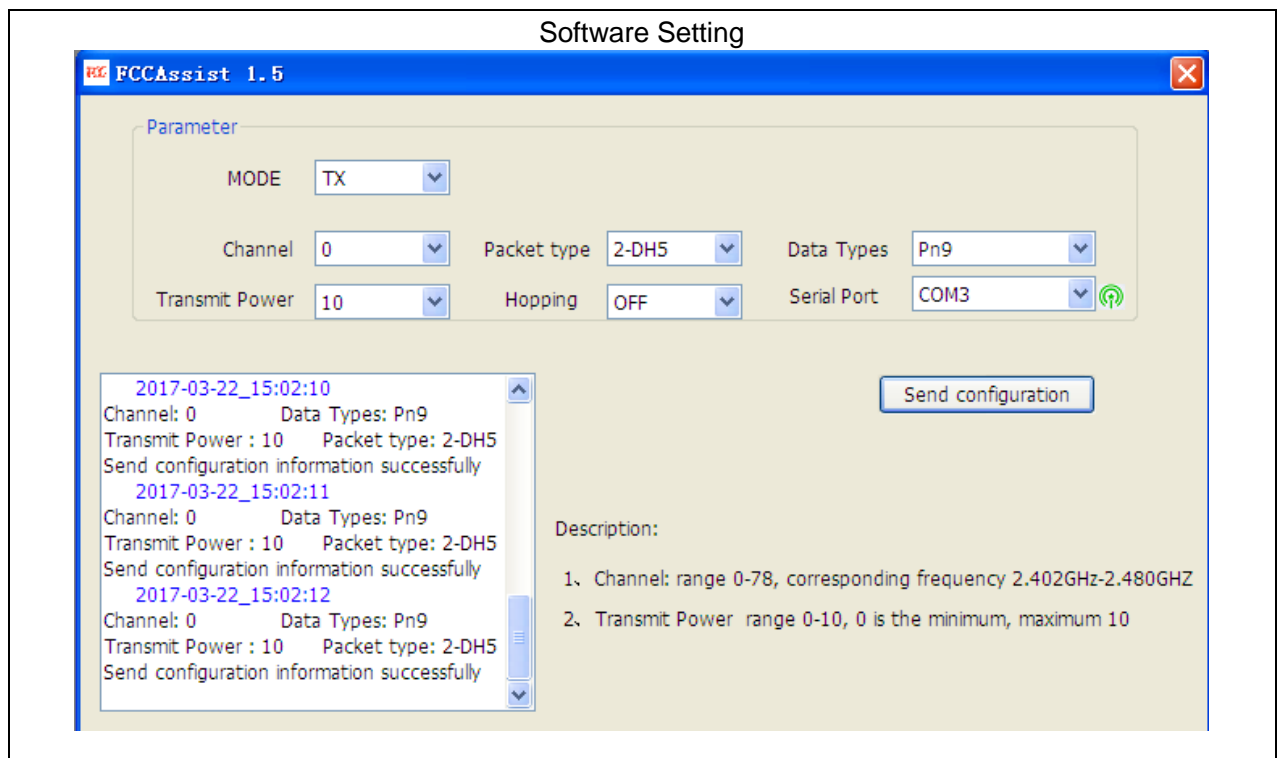 Software Setting
FCCAssist 1.5
Parameter
MODE TX
Channel 0 Packet type 2-DH5 Data Types Pn9
Transmit Power 10 Hopping OFF Serial Port COM3
2017-03-22_15:02:10
Channel: 0 Data Types: Pn9
Transmit Power : 10 Packet type: 2-DH5
Send configuration information successfully
2017-03-22_15:02:11
Channel: 0 Data Types: Pn9
Transmit Power : 10 Packet type: 2-DH5
Send configuration information successfully
2017-03-22_15:02:12
Channel: 0 Data Types: Pn9
Transmit Power : 10 Packet type: 2-DH5
Send configuration information successfully
Send configuration
Description:
1、Channel: range 0-78, corresponding frequency 2.402GHz-2.480GHZ
2、Transmit Power range 0-10, 0 is the minimum, maximum 10